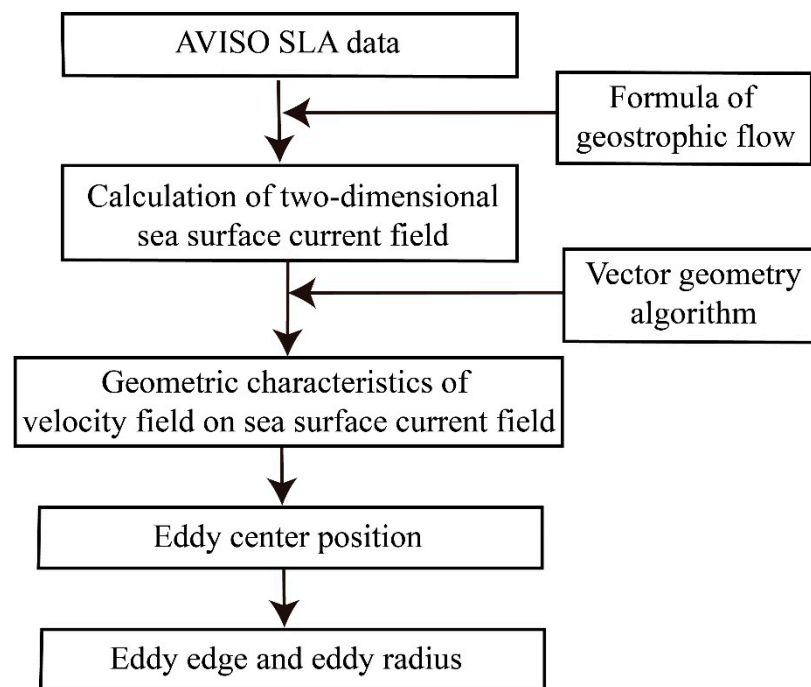 AVISO SLA data
Formula of
geostrophic flow
Calculation of two-dimensional
sea surface current field
Vector geometry
algorithm
Geometric characteristics of
velocity field on sea surface current field
Eddy center position
Eddy edge and eddy radius